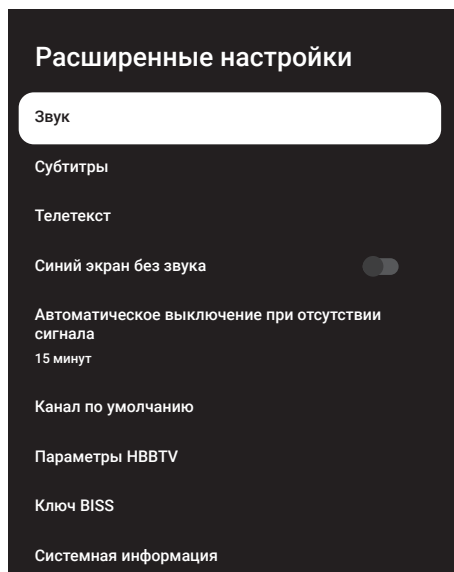 Расширенные настройки
Звук
Субтитры
Телетекст
Синий экран без звука
Автоматическое выключение при отсутствии
сигнала
15 минут
Канал по умолчанию
Параметры HBBTV
Ключ BISS
Системная информация